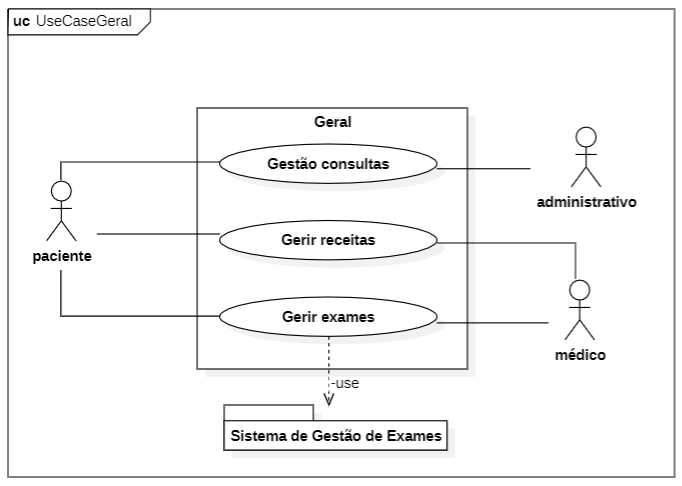 uc UseCaseGeral
Geral
Gestão consultas
administrativo
Gerir receitas
paciente
Gerir exames
médico
-use
Sistema de Gestão de Exames